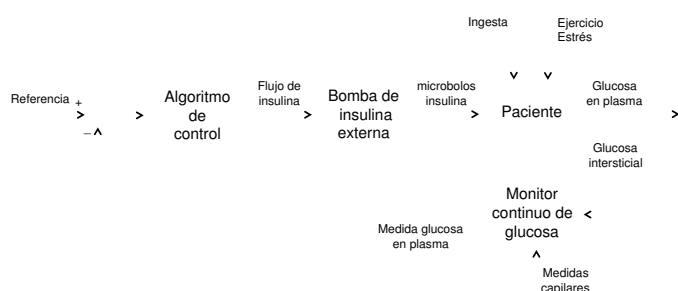 Ingesta
Ejercicio
Estrés
Referencia
+
−
Algoritmo
de
control
Flujo de
insulina
Bomba de
insulina
externa
microbolos
insulina
Paciente
Glucosa
en plasma
Glucosa
intersticial
Monitor
continuo de
glucosa
Medida glucosa
en plasma
Medidas
capilares